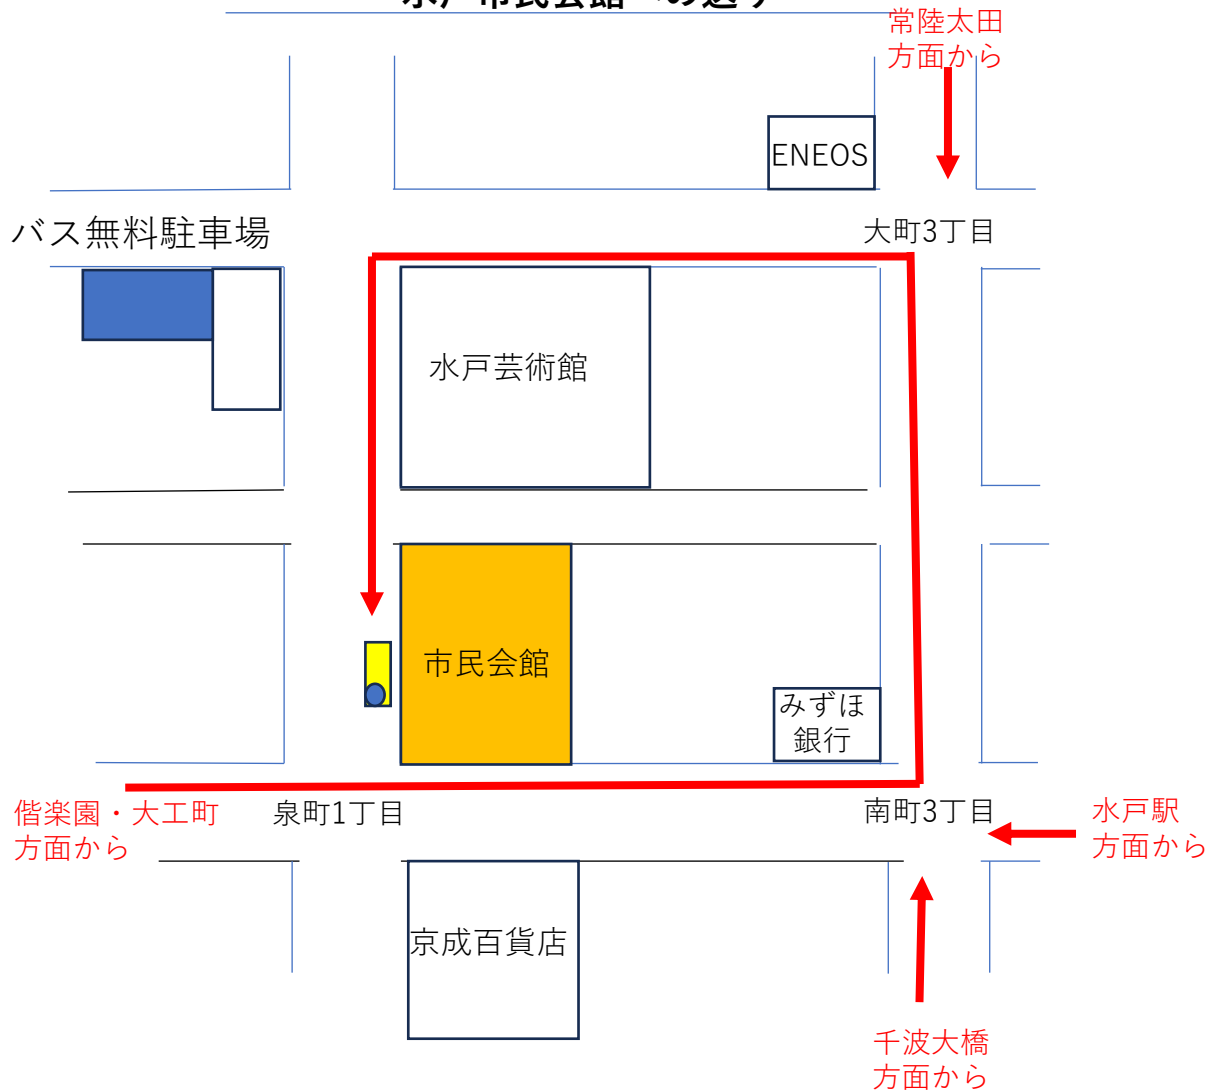 常陸太田
方面から
ENEOS
バス無料駐車場
大町3丁目
水戸芸術館
市民会館
みずほ
銀行
偕楽園・大工町
方面から
泉町1丁目
南町3丁目
水戸駅
方面から
京成百貨店
千波大橋
方面から